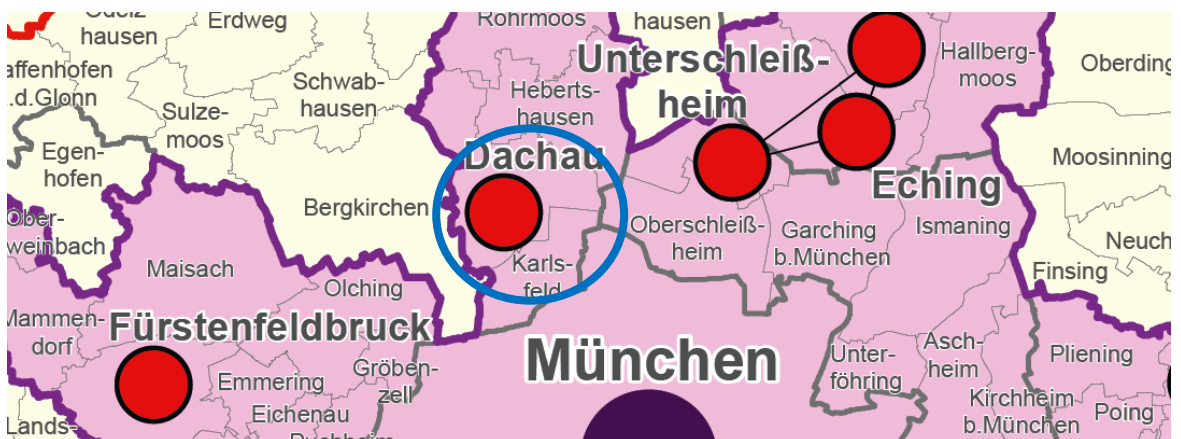 hausen
Erdweg
Röhrmoos
hausen
Unterschleiß-
heim
Hallberg-
moos
Oberding
affenhofen
.d.Glonn
Schwab-
hausen
Heberts-
hausen
Sulze-
moos
Egen-
hofen
Dachau
Eching
Moosinning
Bergkirchen
Ober-
weinbach
Oberschleiß-
heim
Garching
b.München
Ismaning
Neuch
Maisach
Karls-
feld
Finsing
Olching
Mammen-
dorf
Fürstenfeldbruck
München
Unter-
föhring
Asch-
heim
Pliening
Gröben-
zell
Emmering
Eichenau
Kirchheim
b.München
Poing
Lands-
Puchheim